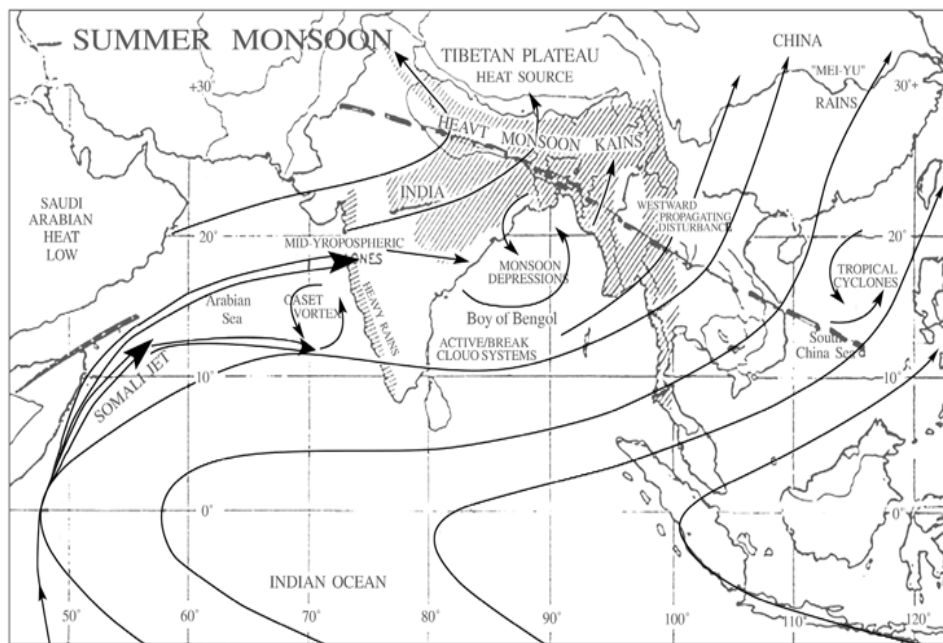 SUMMER MONSOON
TIBETAN PLATEAU
HEAT SOURCE
CHINA
"MEI-YU"
RAINS
+30
30°+
HEAVT MONSOON KAINS
INDIA
SAUDI
ARABIAN
HEAT
LOW
WESTWARD
PROPAGATING
DISTURBANCE
20°
20°
MID-YROPOSPHERIC
MONSOON
DEPRESSIONS
TROPICAL
CYCLONES
Arabian
Sea
CASET
VORTEX
HEAVY RAINS
Boy of Bengol
ACTIVE/BREAK
CLOUO SYSTEMS
South
China Sea
SOMALI JET
10°
10°
0°
0°
INDIAN OCEAN
50°
60°
70°
80°
90°
100°
110°
120°